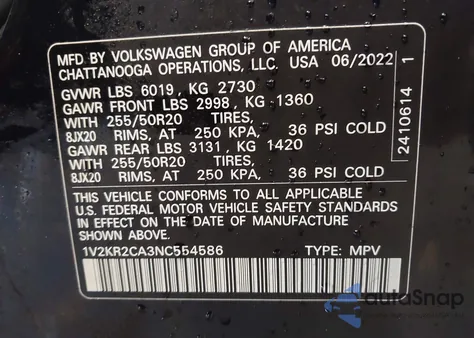 MFD. BY VOLKSWAGEN GROUP OF AMERICA
CHATTANOOGA OPERATIONS, LLC. USA 06/2022
GVWR LBS 6019, KG 2730
GAWR FRONT LBS 2998, KG 1360
WITH 255/50R20 TIRES,
8JX20 RIMS, AT 250 KPA, 36 PSI COLD
GAWR REAR LBS 3131, KG 1420
WITH 255/50R20 TIRES,
8JX20 RIMS, AT 250 KPA, 36 PSI COLD
THIS VEHICLE CONFORMS TO ALL APPLICABLE
U.S. FEDERAL MOTOR VEHICLE SAFETY STANDARDS
IN EFFECT ON THE DATE OF MANUFACTURE
SHOWN ABOVE.
1V2KR2CA3NC554586 TYPE: MPV
2410614 1
autoSnap